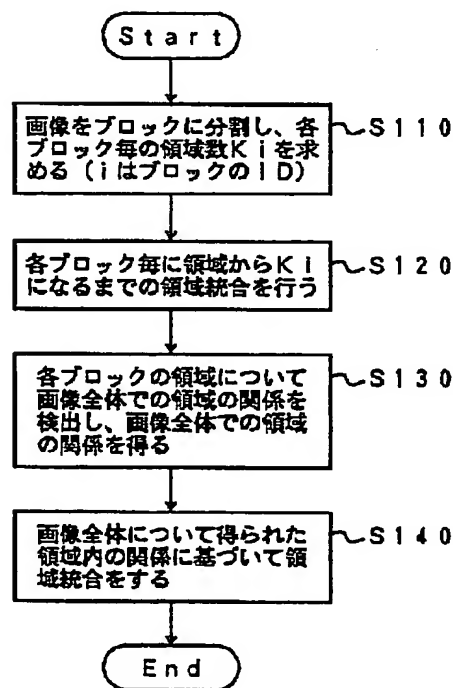 Start
画像をブロックに分割し、各
ブロック毎の領域数Kiを求
める（iはブロックのID）
S110
各ブロック毎に領域からKi
になるまでの領域統合を行う
S120
各ブロックの領域について
画像全体での領域の関係を
検出し、画像全体での領域
の関係を得る
S130
画像全体について得られた
領域内の関係に基づいて領
域統合をする
S140
End